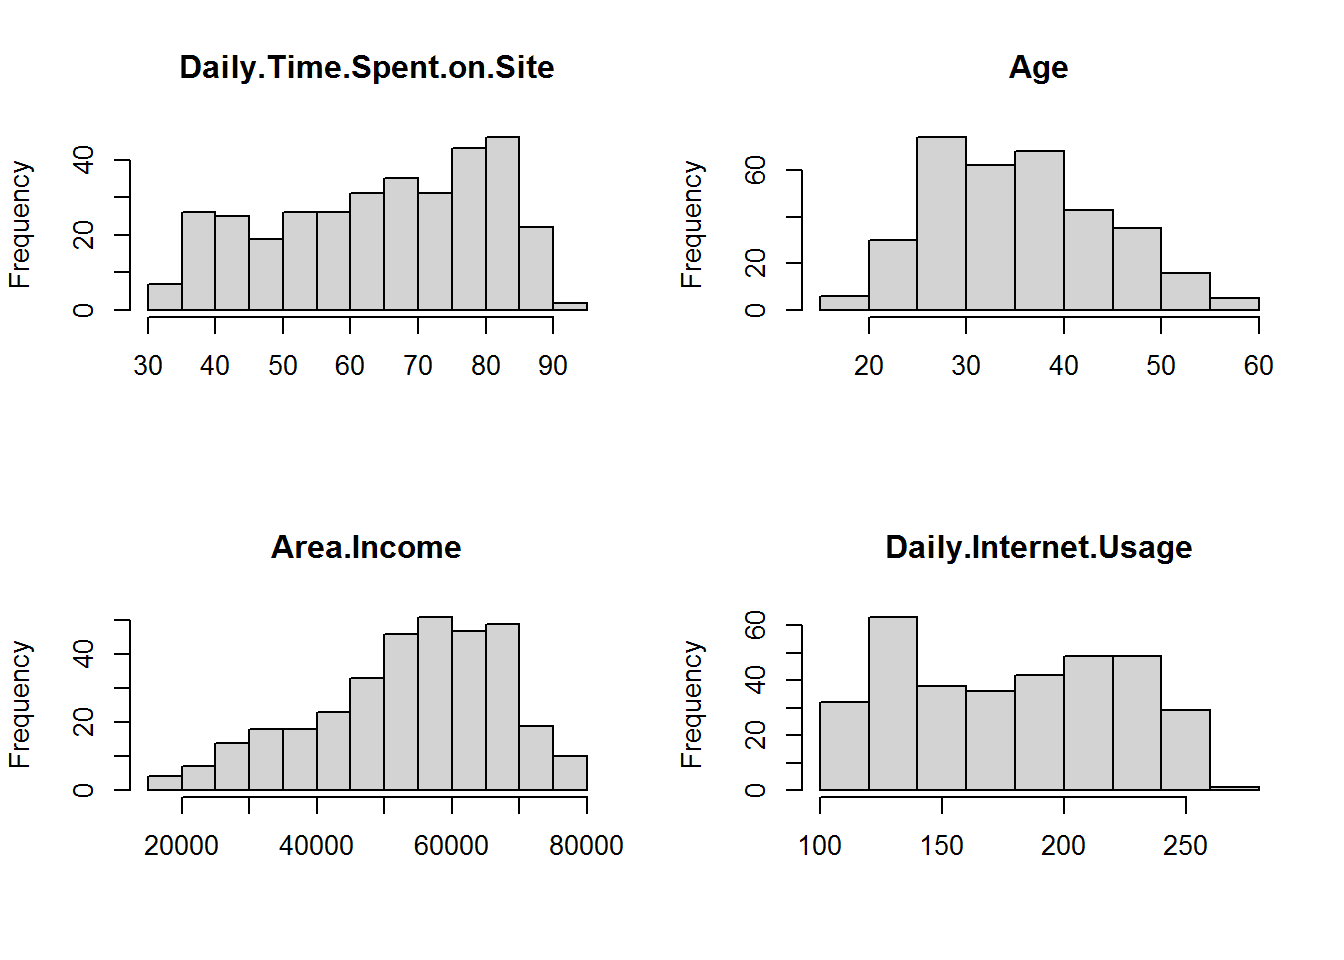 Daily.Time.Spent.on.Site
Frequency
0 20 40
30 40 50 60 70 80 90
Age
Frequency
0 20 60
20 30 40 50 60
Area.Income
Frequency
0 20 40
20000 40000 60000 80000
Daily.Internet.Usage
Frequency
0 20 40 60
100 150 200 250